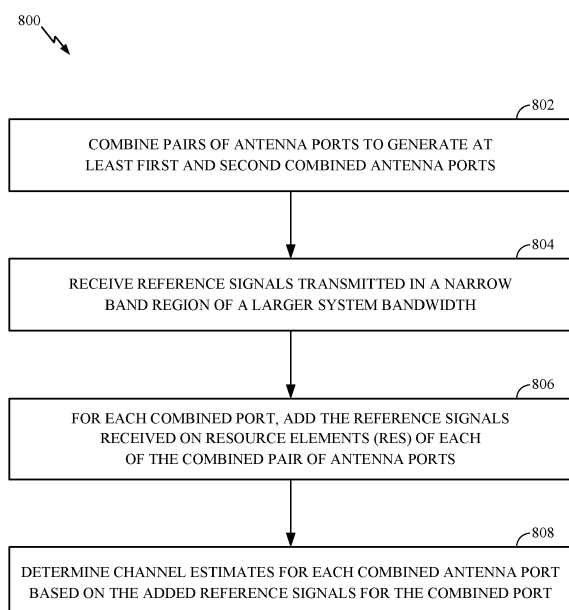 800
802
COMBINE PAIRS OF ANTENNA PORTS TO GENERATE AT
LEAST FIRST AND SECOND COMBINED ANTENNA PORTS
804
RECEIVE REFERENCE SIGNALS TRANSMITTED IN A NARROW
BAND REGION OF A LARGER SYSTEM BANDWIDTH
806
FOR EACH COMBINED PORT, ADD THE REFERENCE SIGNALS
RECEIVED ON RESOURCE ELEMENTS (RES) OF EACH
OF THE COMBINED PAIR OF ANTENNA PORTS
808
DETERMINE CHANNEL ESTIMATES FOR EACH COMBINED ANTENNA PORT
BASED ON THE ADDED REFERENCE SIGNALS FOR THE COMBINED PORT